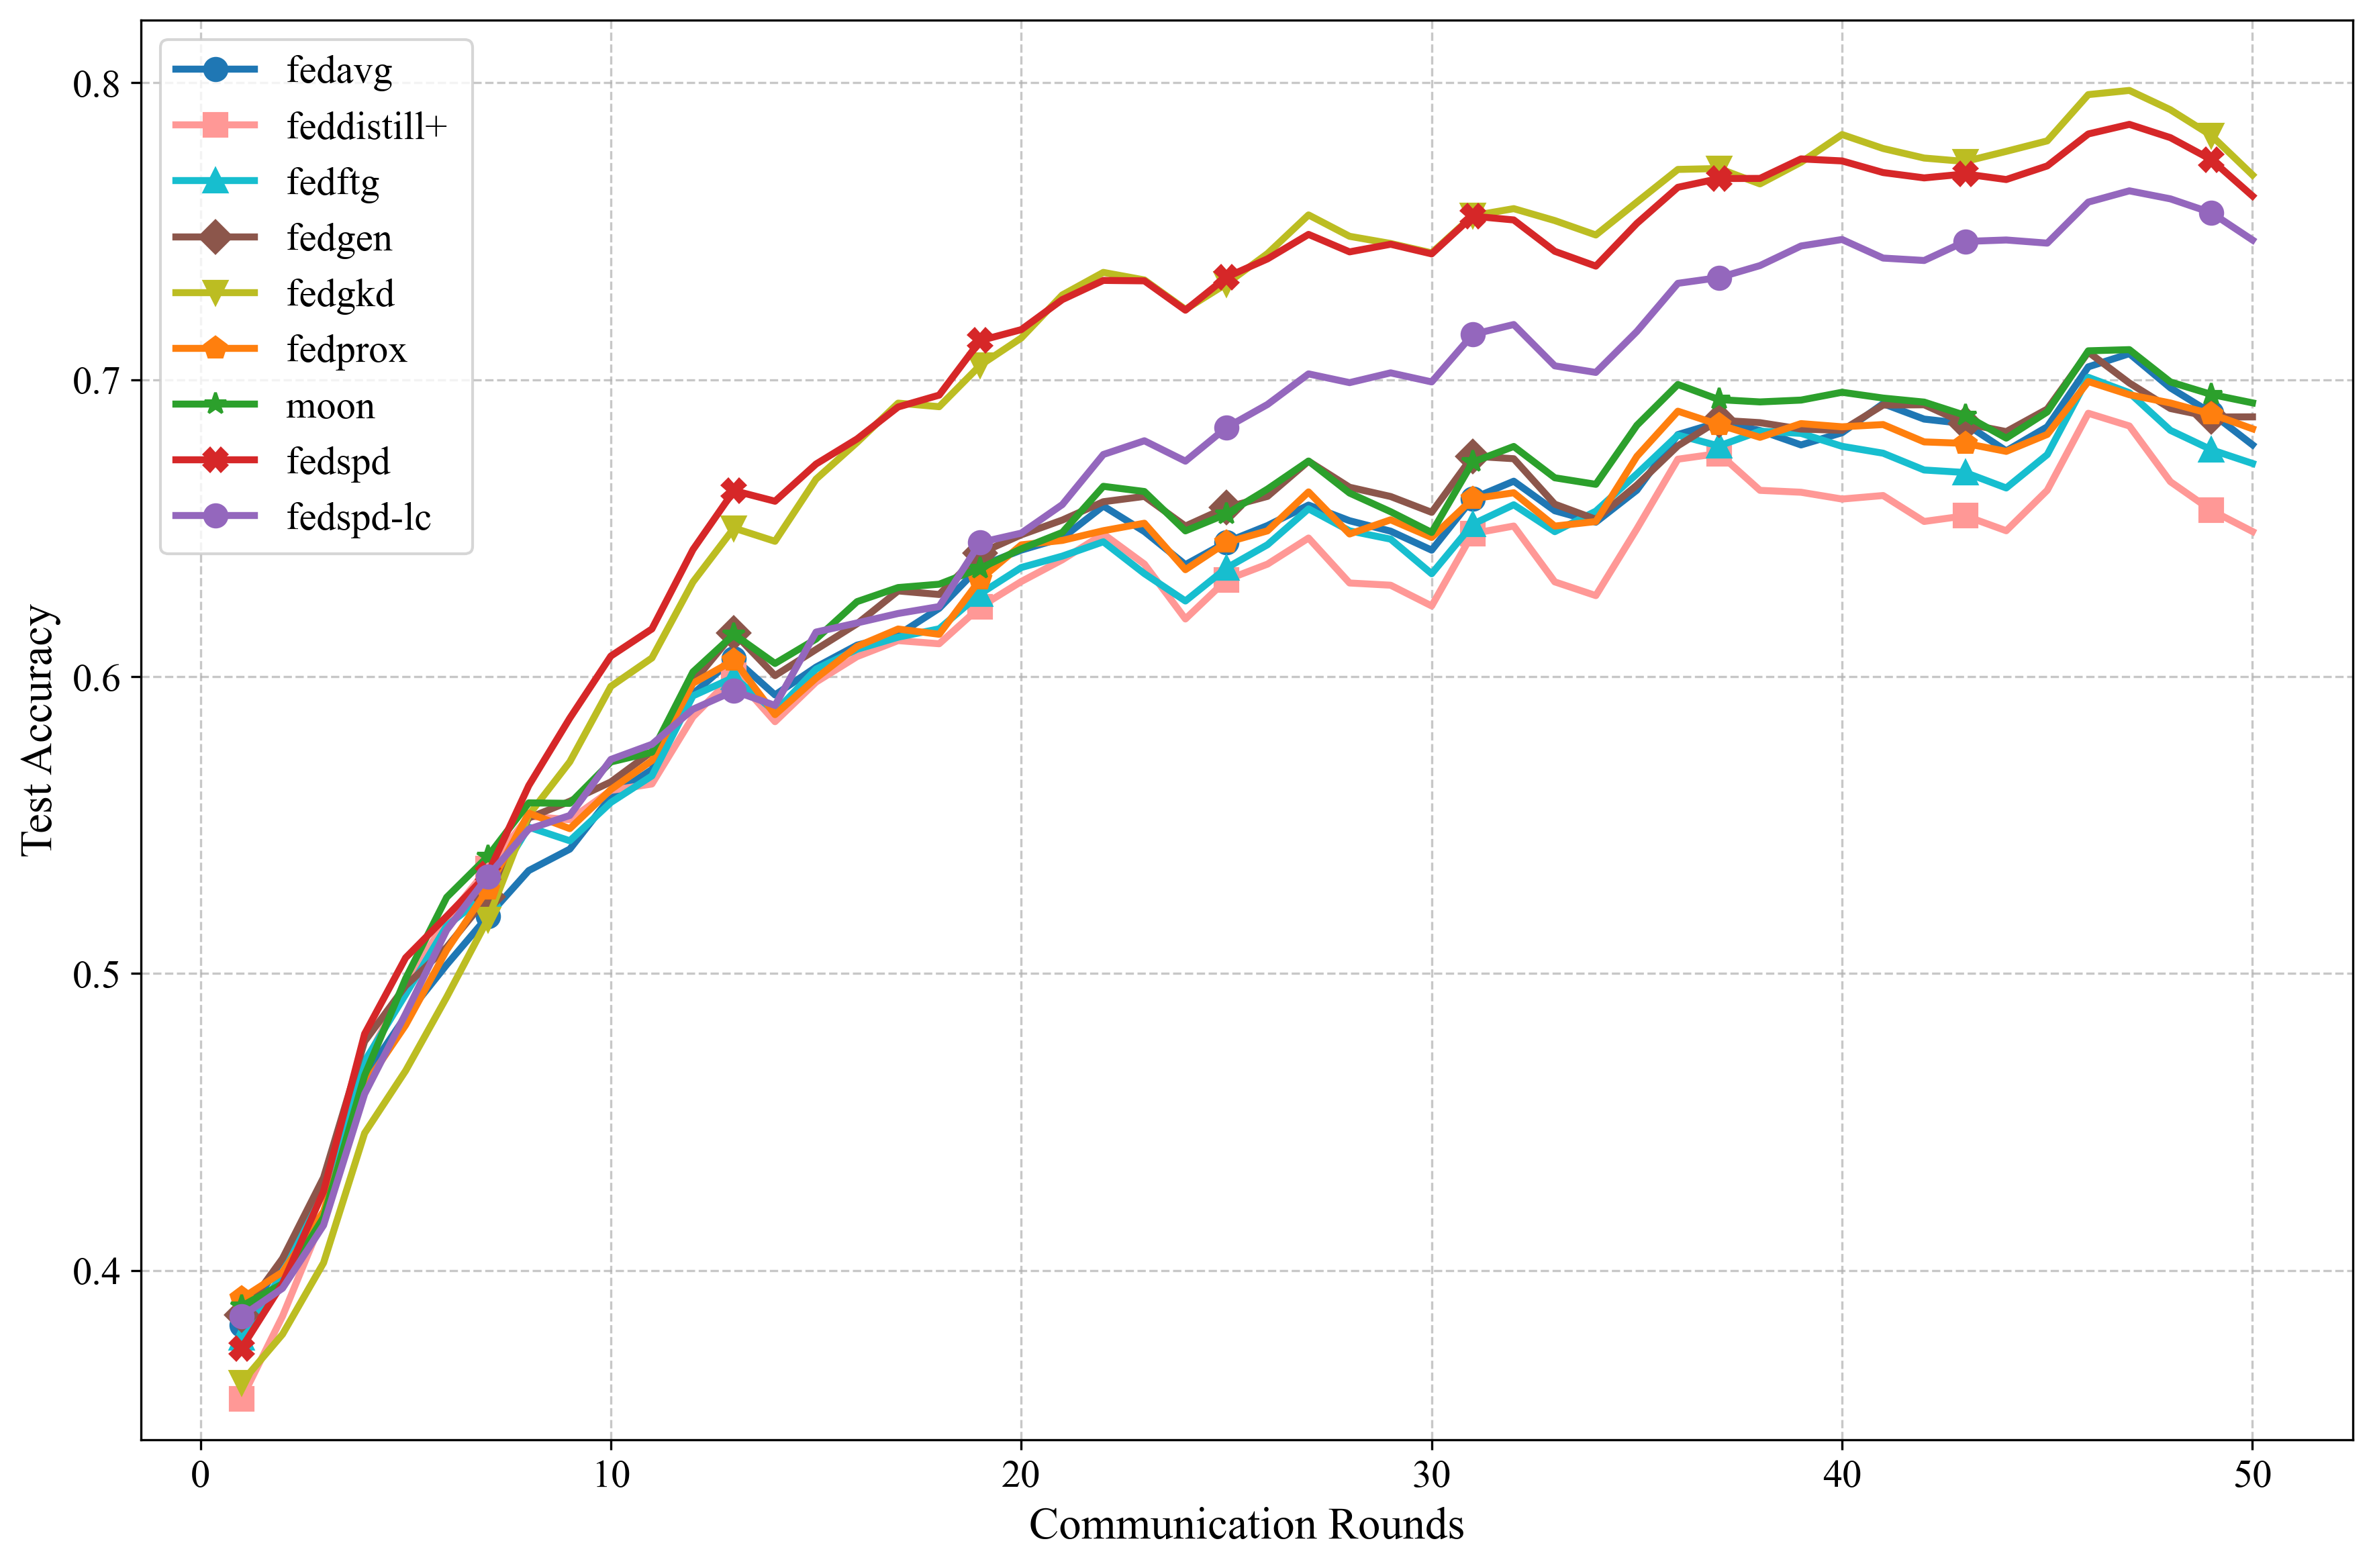 fedavg
feddistill+
fedftg
fedgen
fedgkd
fedprox
moon
fedspd
fedspd-lc
0.8
0.7
0.6
0.5
0.4
Test Accuracy
0 10 20 30 40 50
Communication Rounds